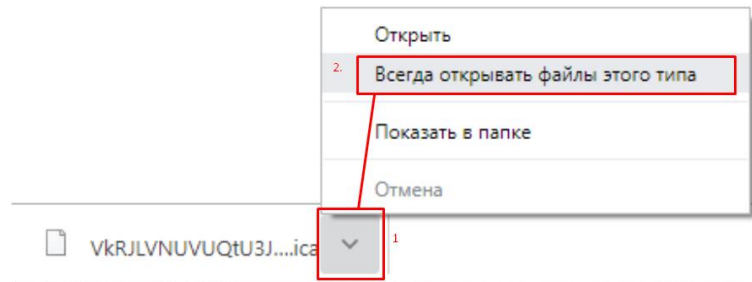 Открыть
2. Всегда открывать файлы этого типа
Показать в папке
Отмена
VkRJLVNUVUQtU3J....ica 1